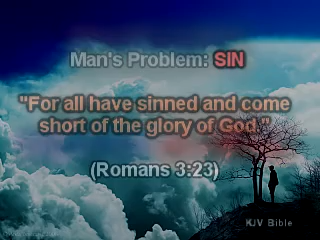 Man's Problem: SIN
"For all have sinned and come
short of the glory of God."
(Romans 3:23)
KJV Bible